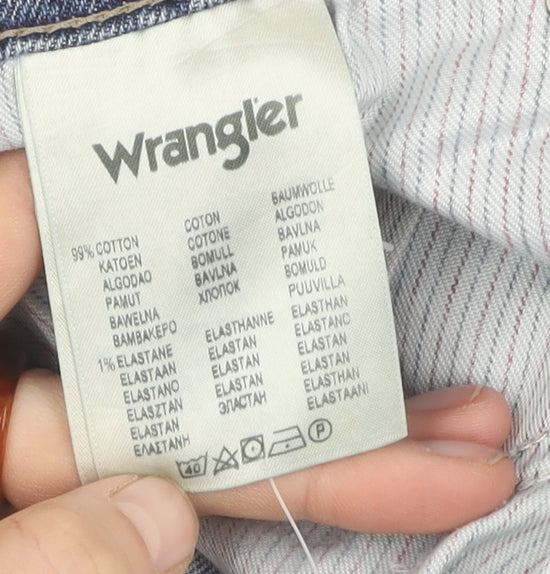 Wrangler
99% COTTON
KATOEN
ALGODAO
PAMUT
BAWELNA
BAMBAKEPO
COTON
COTONE
BOMULL
BAVLNA
ХЛОПОК
BAUMWOLLE
ALGODON
BAVLNA
PAMUK
BOMULD
PUUVILLA
1% ELASTANE
ELASTAAN
ELASTANO
ELASZTAN
ELASTAN
ΕΛΑΣΤΑΝΗ
ELASTHANNE
ELASTAN
ELASTAN
ELASTAN
ЭЛАСТАН
ELASTHAN
ELASTANO
ELASTAN
ELASTAN
ELASTHAN
ELASTAANI
40
P